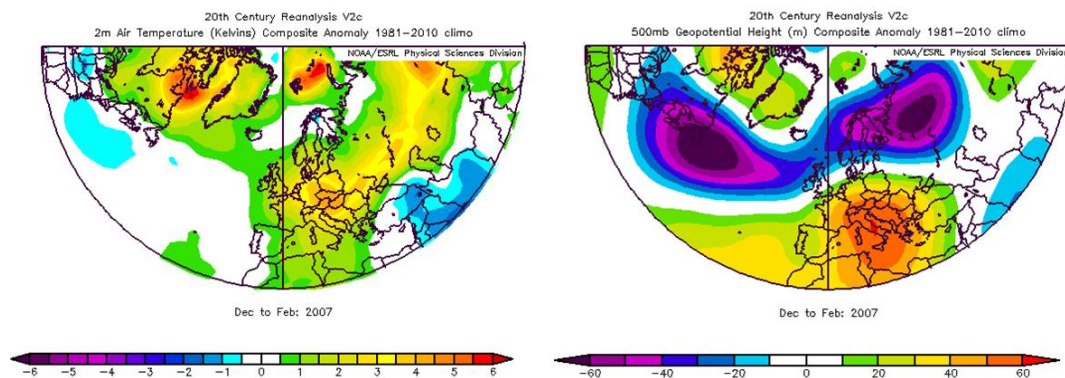 20th Century Reanalysis V2c
2m Air Temperature (Kelvins) Composite Anomaly 1981-2010 climo
NOAA/ESRL Physical Sciences Division
Dec to Feb: 2007
-6 -5 -4 -3 -2 -1 0 1 2 3 4 5 6
20th Century Reanalysis V2c
500mb Geopotential Height (m) Composite Anomaly 1981-2010 climo
NOAA/ESRL Physical Sciences Division
Dec to Feb: 2007
-60 -40 -20 0 20 40 60